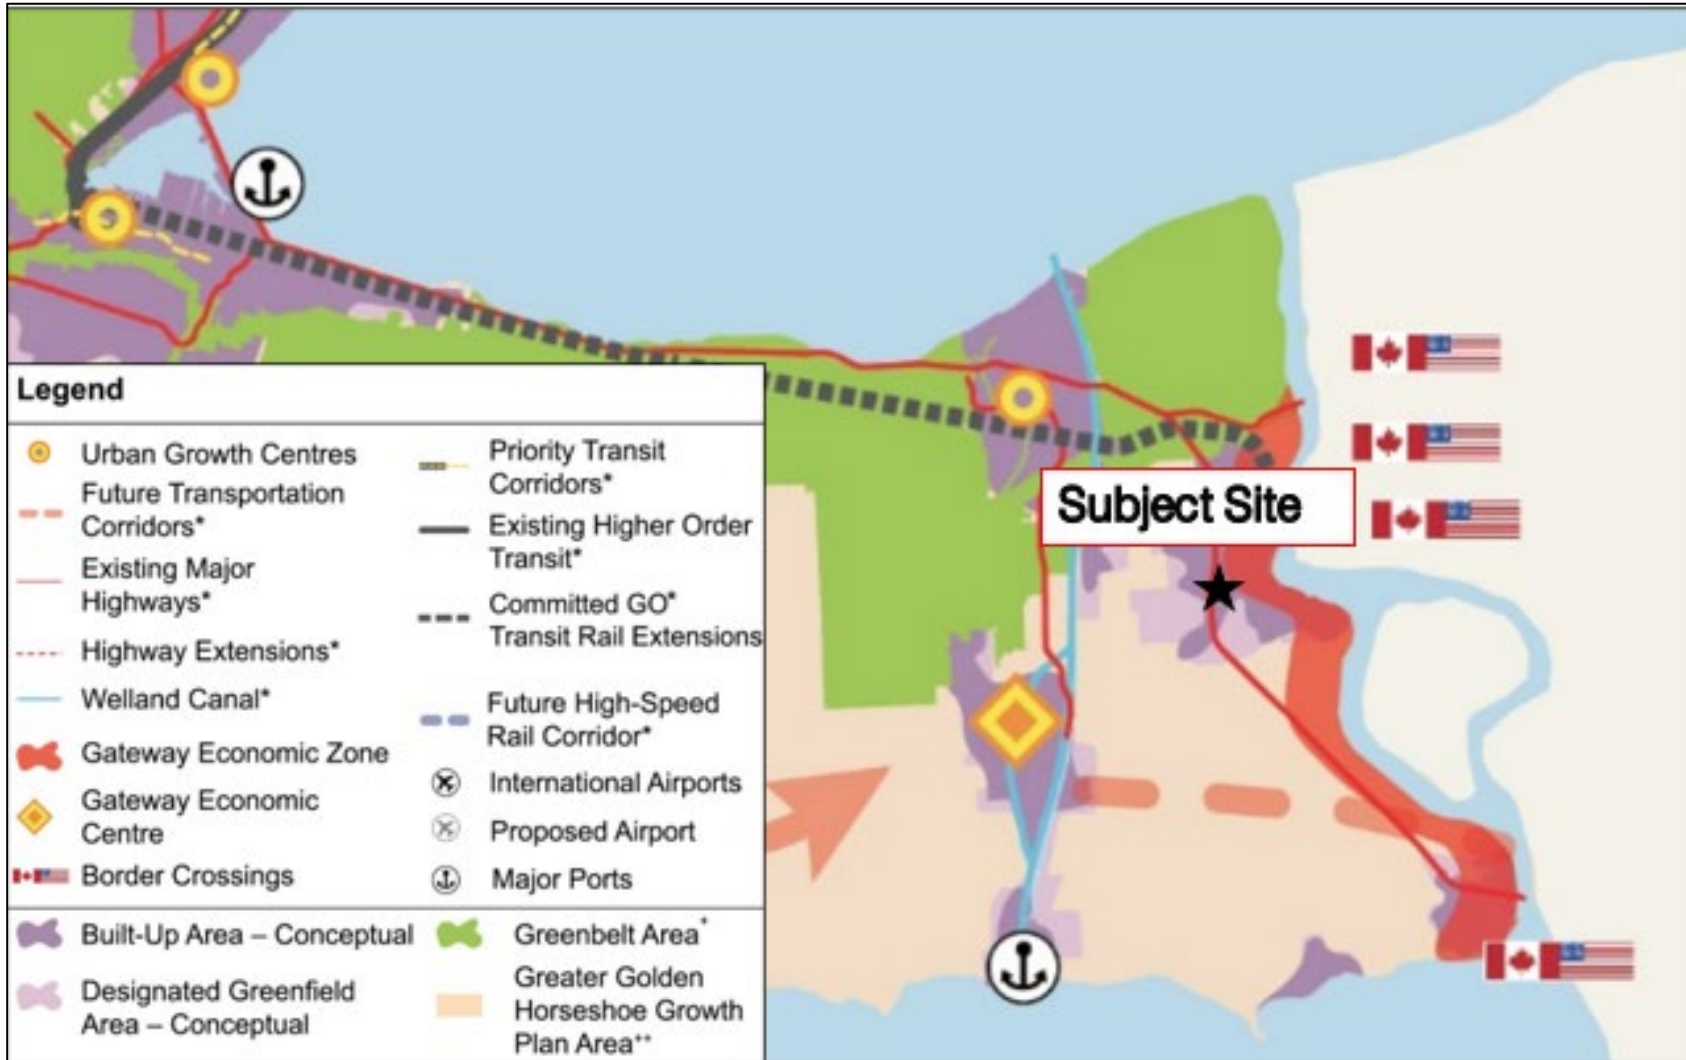 Subject Site
Legend
Urban Growth Centres
Future Transportation
Corridors*
Existing Major
Highways*
Highway Extensions*
Welland Canal*
Gateway Economic Zone
Gateway Economic
Centre
Border Crossings
Priority Transit
Corridors*
Existing Higher Order
Transit*
Committed GO*
Transit Rail Extensions
Future High-Speed
Rail Corridor*
International Airports
Proposed Airport
Major Ports
Built-Up Area – Conceptual
Designated Greenfield
Area – Conceptual
Greenbelt Area*
Greater Golden
Horseshoe Growth
Plan Area⁺⁺